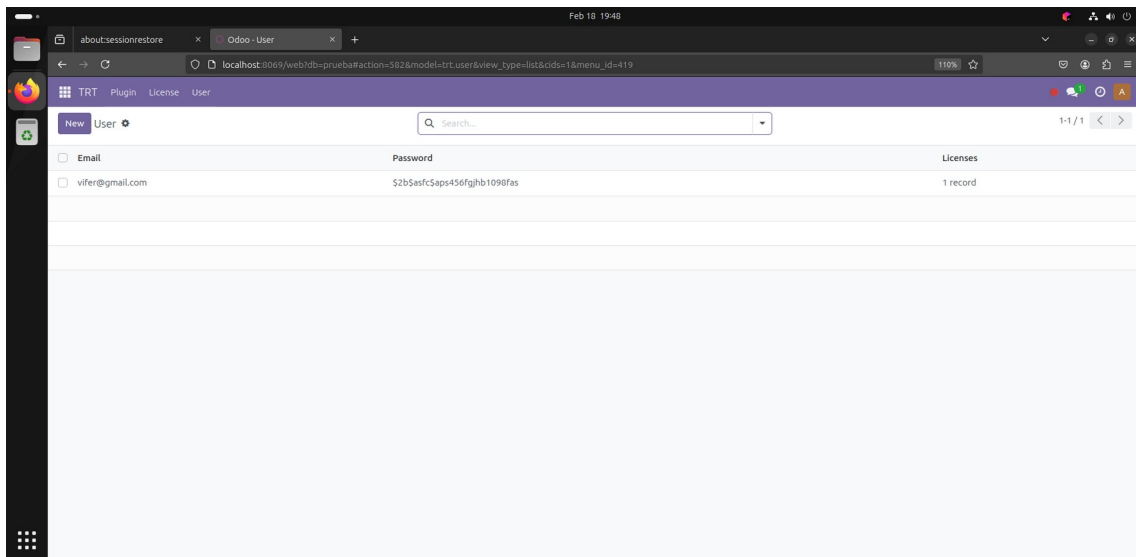 Feb 18 19:48
about:sessionrestore
Odoo - User
localhost:8069/web?db=prueba#action=582&model=trt.user&view_type=list&cids=1&menu_id=419
110%
TRT Plugin License User
1
A
New User
Search...
1-1 / 1
Email Password Licenses
vifer@gmail.com $2b$asfc$aps456fgjhb1098fas 1 record